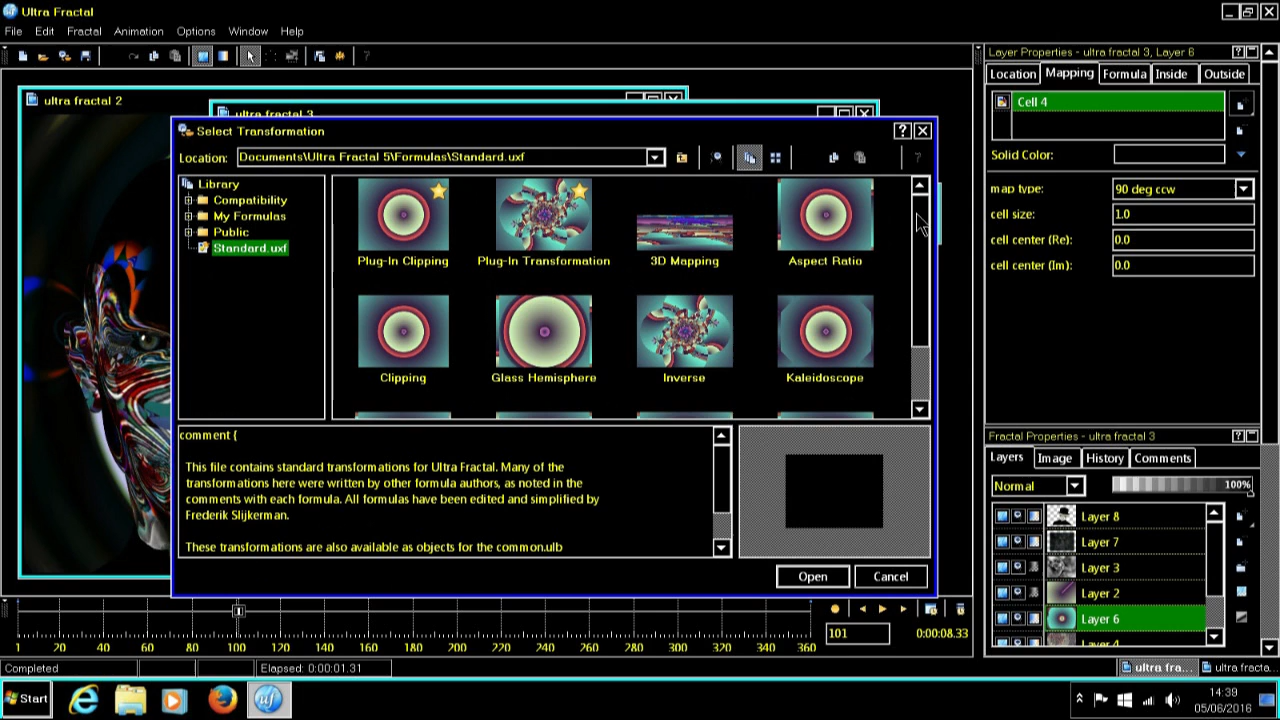 Ultra Fractal
File Edit Fractal Animation Options Window Help
Layer Properties - ultra fractal 3, Layer 6
Location Mapping Formula Inside Outside
ultra fractal 2
ultra fractal 3
Cell 4
Select Transformation
Location: Documents\Ultra Fractal 5\Formulas\Standard.uxf
Solid Color:
Library
Compatibility
My Formulas
Public
Standard.uxf
map type: 90 deg ccw
cell size: 1.0
cell center (Re): 0.0
cell center (Im): 0.0
Plug-In Clipping Plug-In Transformation 3D Mapping Aspect Ratio
Clipping Glass Hemisphere Inverse Kaleidoscope
comment {
This file contains standard transformations for Ultra Fractal. Many of the
transformations here were written by other formula authors, as noted in the
comments with each formula. All formulas have been edited and simplified by
Frederik Slijkerman.
These transformations are also available as objects for the common.ulb
Open Cancel
Fractal Properties - ultra fractal 3
Layers Image History Comments
Normal 100%
Layer 8
Layer 7
Layer 3
Layer 2
Layer 6
Layer 4
101 0:00:08.33
1 20 40 60 80 100 120 140 160 180 200 220 240 260 280 300 320 340 360
Completed Elapsed: 0:00:01.31 ultra fra... ultra fracta...
Start 14:39
05/06/2016